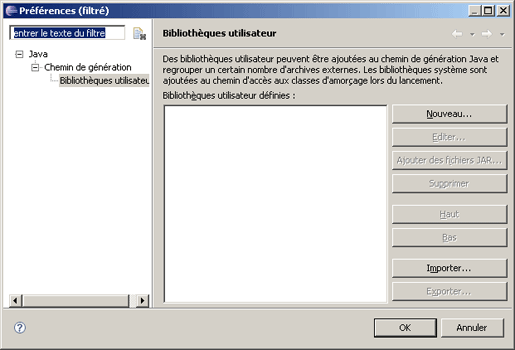 Préférences (filtré)
entrer le texte du filtre
Java
Chemin de génération
Bibliothèques utilisateu
Bibliothèques utilisateur
Des bibliothèques utilisateur peuvent être ajoutées au chemin de génération Java et
regrouper un certain nombre d'archives externes. Les bibliothèques système sont
ajoutées au chemin d'accès aux classes d'amorçage lors du lancement.
Bibliothèques utilisateur définies :
Nouveau...
Editer...
Ajouter des fichiers JAR...
Supprimer
Haut
Bas
Importer...
Exporter...
?
OK
Annuler